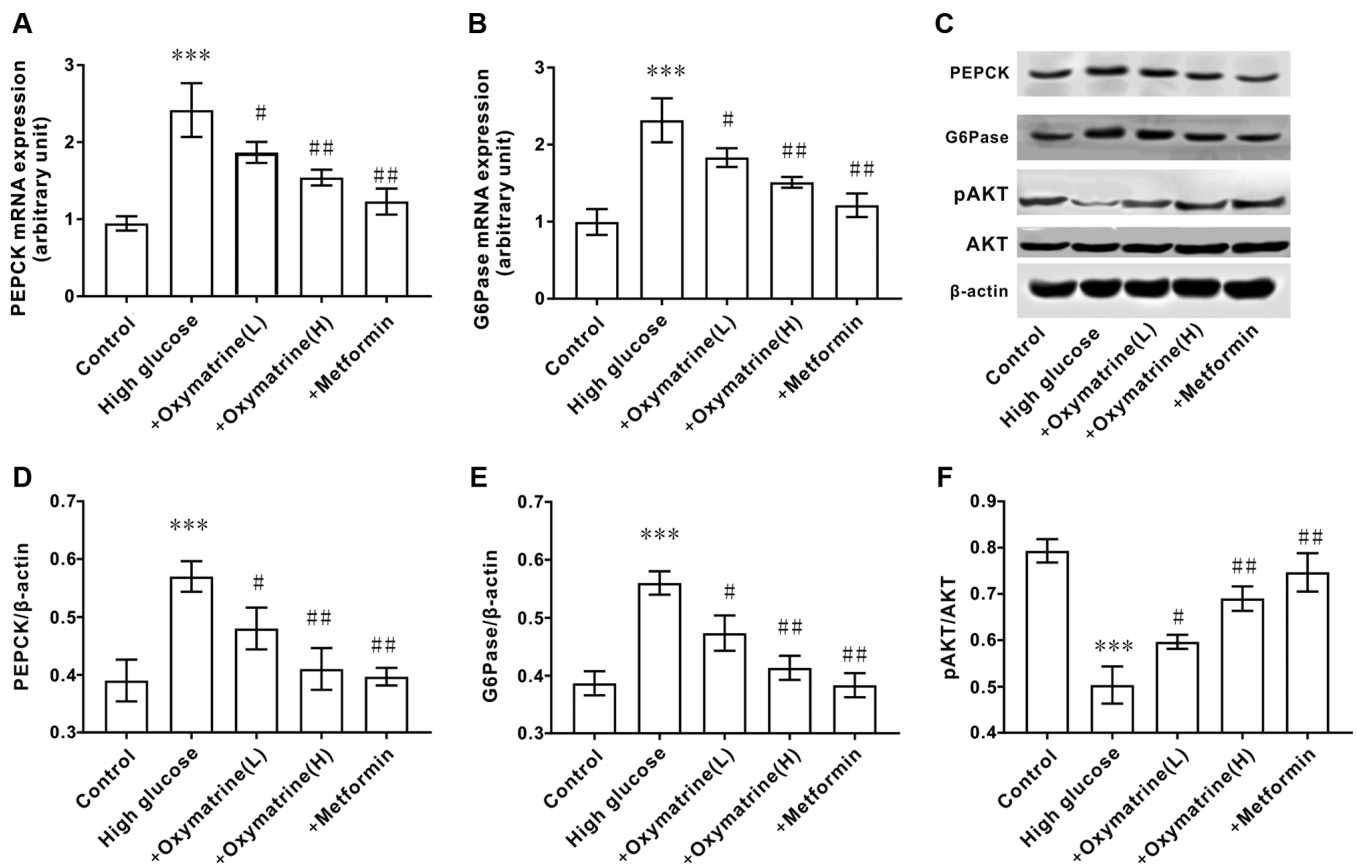 A
PEPCK mRNA expression
(arbitrary unit)
3
2
1
0
***
#
##
##
Control
High glucose
+Oxymatrine(L)
+Oxymatrine(H)
+Metformin
B
G6Pase mRNA expression
(arbitrary unit)
3
2
1
0
***
#
##
##
Control
High glucose
+Oxymatrine(L)
+Oxymatrine(H)
+Metformin
C
PEPCK
G6Pase
pAKT
AKT
β-actin
Control
High glucose
+Oxymatrine(L)
+Oxymatrine(H)
+Metformin
D
PEPCK/β-actin
0.7
0.6
0.5
0.4
0.3
***
#
##
##
Control
High glucose
+Oxymatrine(L)
+Oxymatrine(H)
+Metformin
E
G6Pase/β-actin
0.7
0.6
0.5
0.4
0.3
***
#
##
##
Control
High glucose
+Oxymatrine(L)
+Oxymatrine(H)
+Metformin
F
pAKT/AKT
0.9
0.8
0.7
0.6
0.5
0.4
***
#
##
##
Control
High glucose
+Oxymatrine(L)
+Oxymatrine(H)
+Metformin